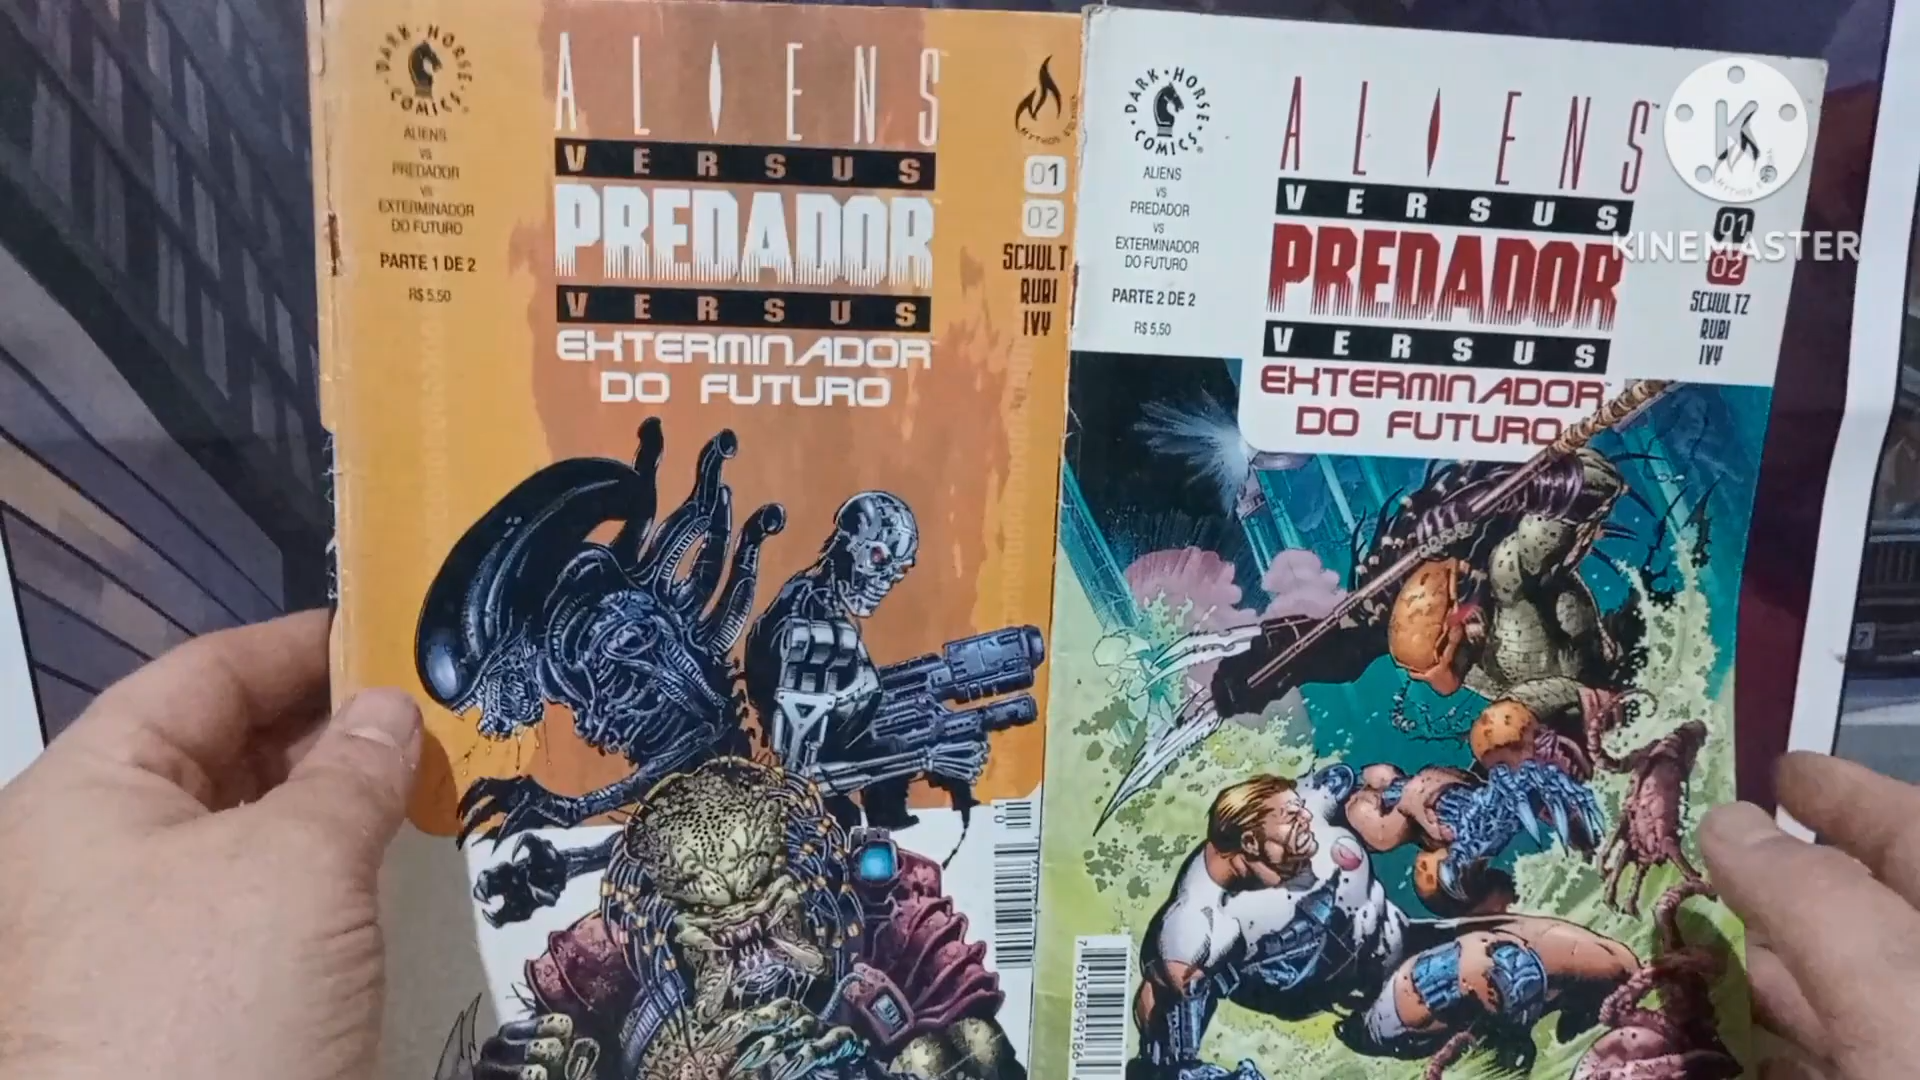 DARK HORSE COMICS
ALIENS
VS
PREDADOR
VS
EXTERMINADOR
DO FUTURO
PARTE 1 DE 2
R$ 5,50
ALIENS
VERSUS
PREDADOR
VERSUS
EXTERMINADOR
DO FUTURO
01
02
SCHULT
RUBI
IVY
DARK HORSE COMICS
ALIENS
VS
PREDADOR
VS
EXTERMINADOR
DO FUTURO
PARTE 2 DE 2
R$ 5,50
ALIENS
VERSUS
PREDADOR
VERSUS
EXTERMINADOR
DO FUTURO
01
02
SCHULTZ
RUBI
IVY
K
KINEMASTER